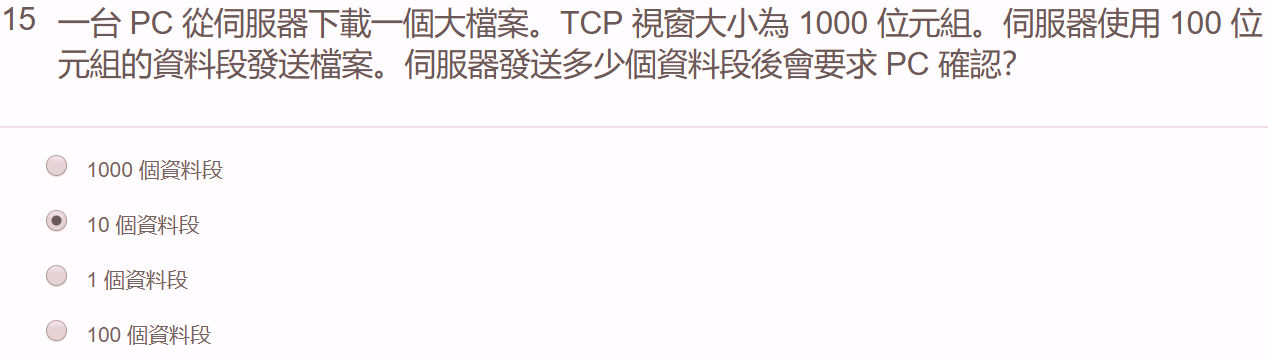 15 一台 PC 從伺服器下載一個大檔案。TCP 視窗大小為 1000 位元組。伺服器使用 100 位
元組的資料段發送檔案。伺服器發送多少個資料段後會要求 PC 確認?
1000 個資料段
10 個資料段
1 個資料段
100 個資料段